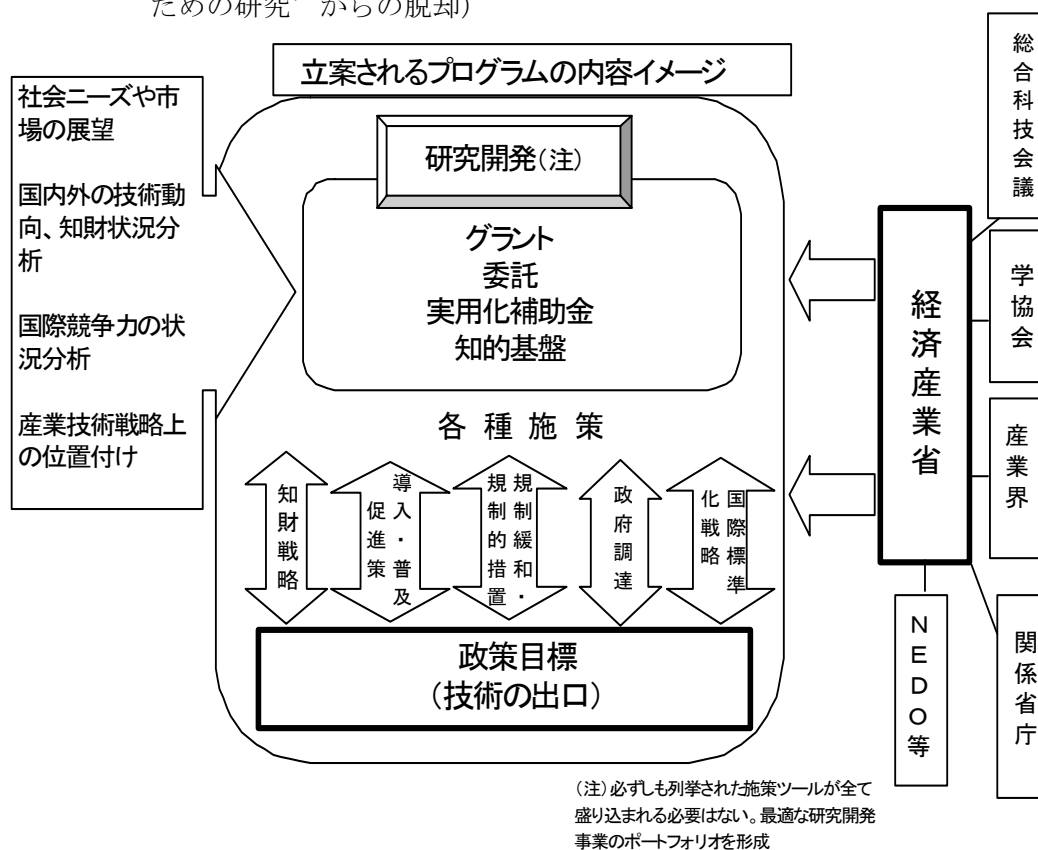 ための研究’からの脱却）
立案されるプログラムの内容イメージ
社会ニーズや市
場の展望
国内外の技術動
向、知財状況分
析
国際競争力の状
況分析
産業技術戦略上
の位置付け
研究開発（注）
グラント
委託
実用化補助金
知的基盤
各種施策
知財戦略
導入・普及
促進策
規制緩和・
規制的措置・
政府調達
国際標準
化戦略
政策目標
（技術の出口）
経済産業省
総合科技会議
学協会
産業界
関係省庁
ＮＥＤＯ等
（注）必ずしも列挙された施策ツールが全て
盛り込まれる必要はない。最適な研究開発
事業のポートフォリオを形成